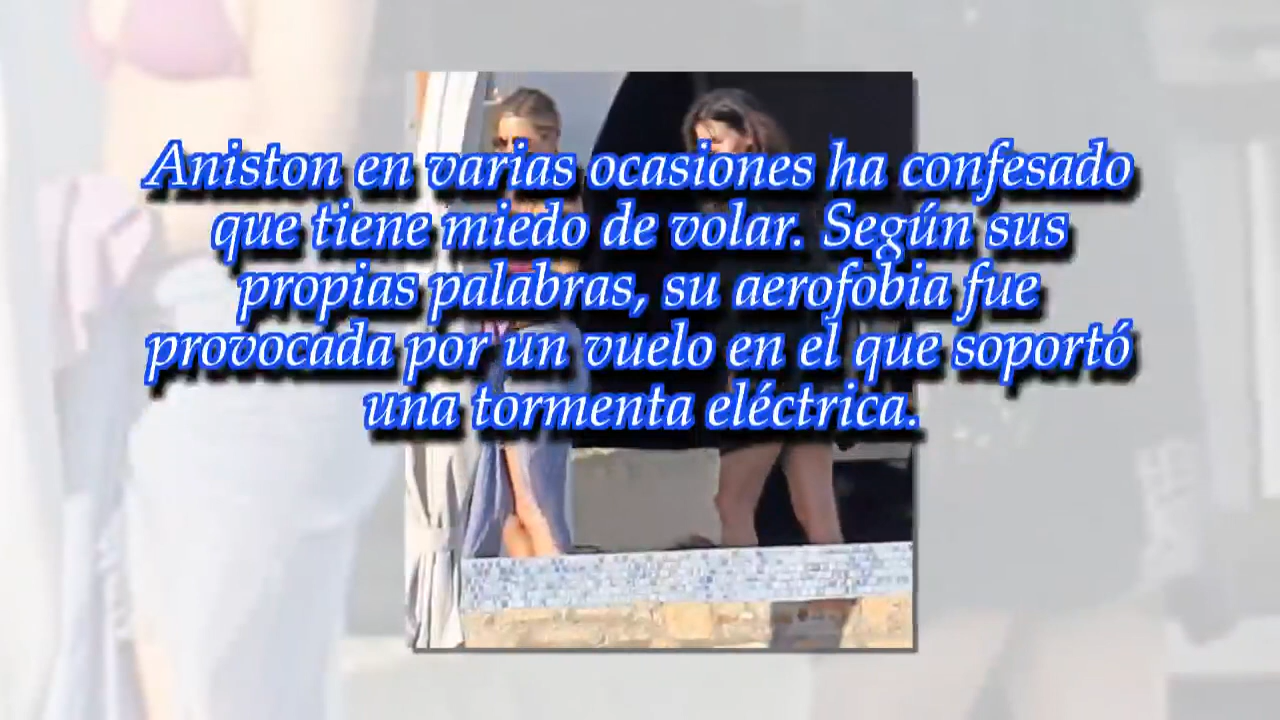 Aniston en varias ocasiones ha confesado
que tiene miedo de volar. Según sus
propias palabras, su aerofobia fue
provocada por un vuelo en el que soportó
una tormenta eléctrica.